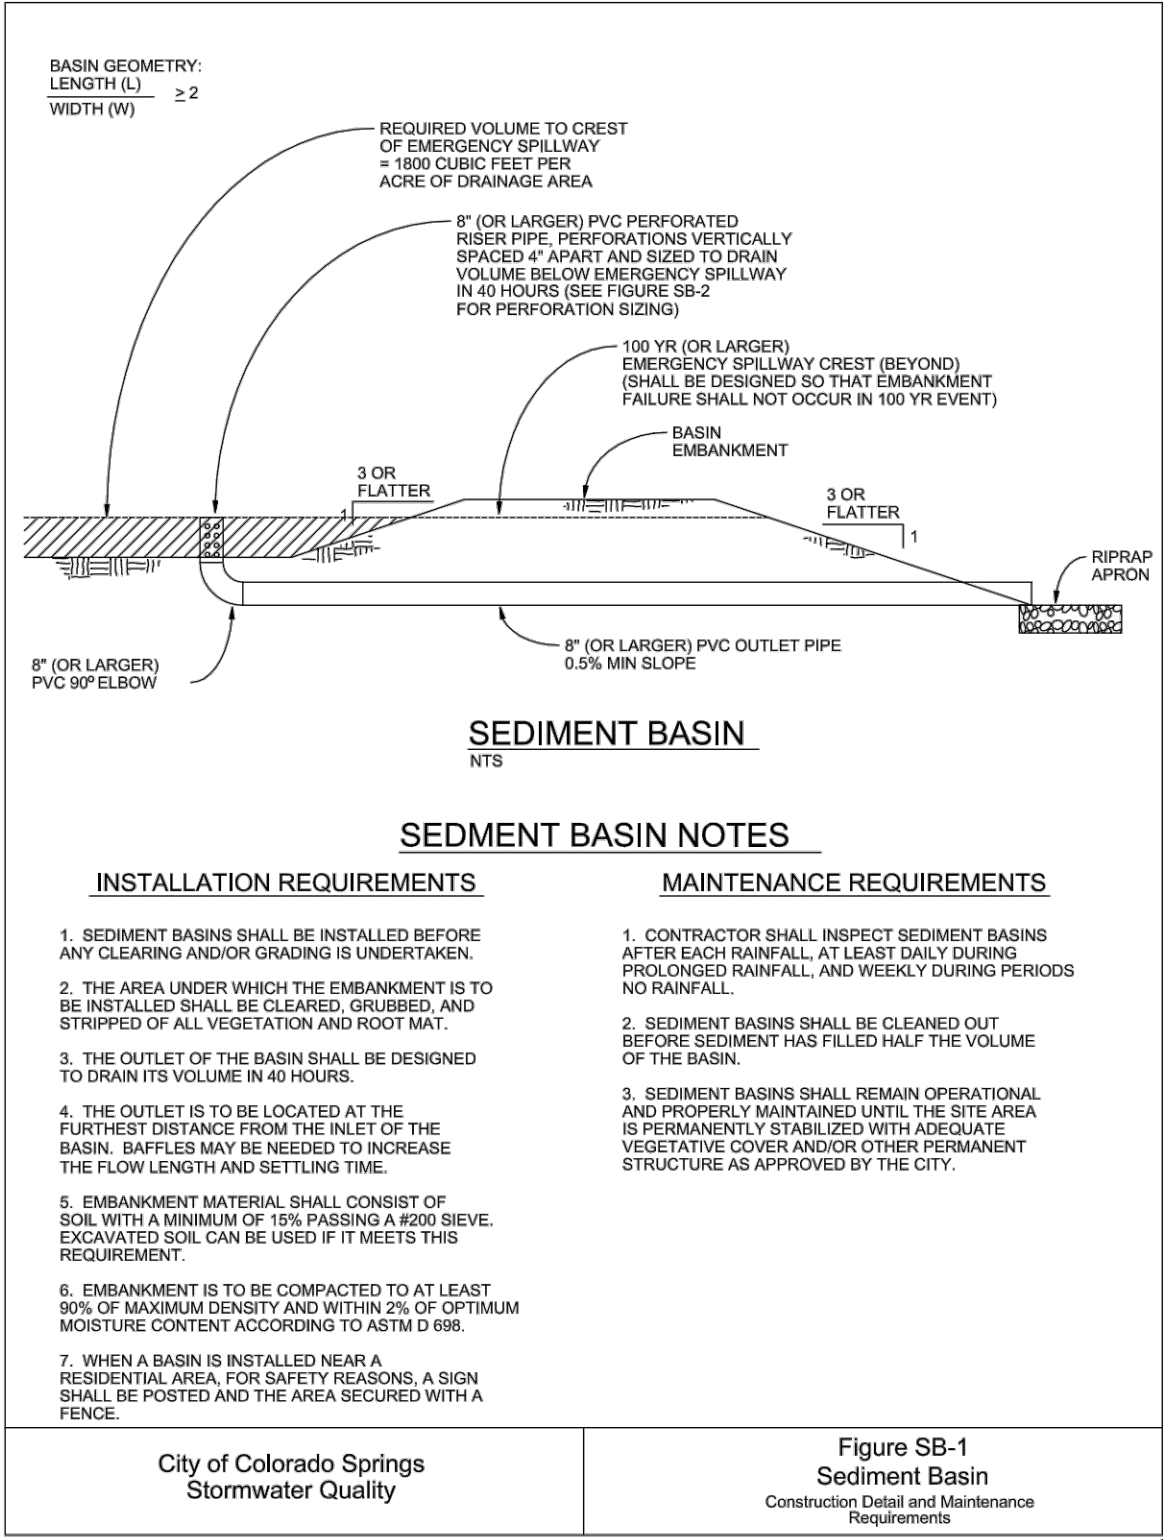 BASIN GEOMETRY:
LENGTH (L)
WIDTH (W)
≥ 2
REQUIRED VOLUME TO CREST
OF EMERGENCY SPILLWAY
= 1800 CUBIC FEET PER
ACRE OF DRAINAGE AREA
8" (OR LARGER) PVC PERFORATED
RISER PIPE, PERFORATIONS VERTICALLY
SPACED 4" APART AND SIZED TO DRAIN
VOLUME BELOW EMERGENCY SPILLWAY
IN 40 HOURS (SEE FIGURE SB-2
FOR PERFORATION SIZING)
100 YR (OR LARGER)
EMERGENCY SPILLWAY CREST (BEYOND)
(SHALL BE DESIGNED SO THAT EMBANKMENT
FAILURE SHALL NOT OCCUR IN 100 YR EVENT)
BASIN
EMBANKMENT
3 OR
FLATTER
1
3 OR
FLATTER
1
RIPRAP
APRON
8" (OR LARGER) PVC OUTLET PIPE
0.5% MIN SLOPE
8" (OR LARGER)
PVC 90º ELBOW
SEDIMENT BASIN
NTS
SEDMENT BASIN NOTES
INSTALLATION REQUIREMENTS
1. SEDIMENT BASINS SHALL BE INSTALLED BEFORE
ANY CLEARING AND/OR GRADING IS UNDERTAKEN.
2. THE AREA UNDER WHICH THE EMBANKMENT IS TO
BE INSTALLED SHALL BE CLEARED, GRUBBED, AND
STRIPPED OF ALL VEGETATION AND ROOT MAT.
3. THE OUTLET OF THE BASIN SHALL BE DESIGNED
TO DRAIN ITS VOLUME IN 40 HOURS.
4. THE OUTLET IS TO BE LOCATED AT THE
FURTHEST DISTANCE FROM THE INLET OF THE
BASIN. BAFFLES MAY BE NEEDED TO INCREASE
THE FLOW LENGTH AND SETTLING TIME.
5. EMBANKMENT MATERIAL SHALL CONSIST OF
SOIL WITH A MINIMUM OF 15% PASSING A #200 SIEVE.
EXCAVATED SOIL CAN BE USED IF IT MEETS THIS
REQUIREMENT.
6. EMBANKMENT IS TO BE COMPACTED TO AT LEAST
90% OF MAXIMUM DENSITY AND WITHIN 2% OF OPTIMUM
MOISTURE CONTENT ACCORDING TO ASTM D 698.
7. WHEN A BASIN IS INSTALLED NEAR A
RESIDENTIAL AREA, FOR SAFETY REASONS, A SIGN
SHALL BE POSTED AND THE AREA SECURED WITH A
FENCE.
MAINTENANCE REQUIREMENTS
1. CONTRACTOR SHALL INSPECT SEDIMENT BASINS
AFTER EACH RAINFALL, AT LEAST DAILY DURING
PROLONGED RAINFALL, AND WEEKLY DURING PERIODS
NO RAINFALL.
2. SEDIMENT BASINS SHALL BE CLEANED OUT
BEFORE SEDIMENT HAS FILLED HALF THE VOLUME
OF THE BASIN.
3. SEDIMENT BASINS SHALL REMAIN OPERATIONAL
AND PROPERLY MAINTAINED UNTIL THE SITE AREA
IS PERMANENTLY STABILIZED WITH ADEQUATE
VEGETATIVE COVER AND/OR OTHER PERMANENT
STRUCTURE AS APPROVED BY THE CITY.
City of Colorado Springs
Stormwater Quality
Figure SB-1
Sediment Basin
Construction Detail and Maintenance
Requirements